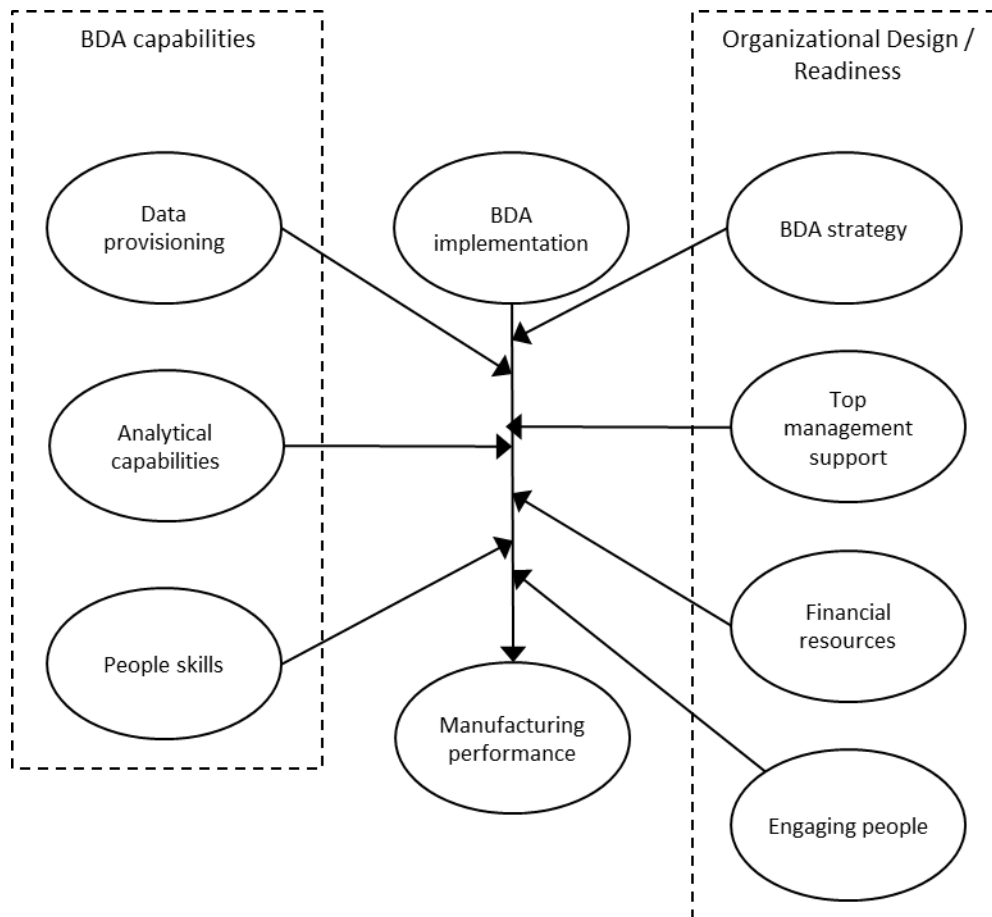 BDA capabilities
Organizational Design /
Readiness
Data
provisioning
BDA
implementation
BDA strategy
Analytical
capabilities
Top
management
support
People skills
Financial
resources
Manufacturing
performance
Engaging people